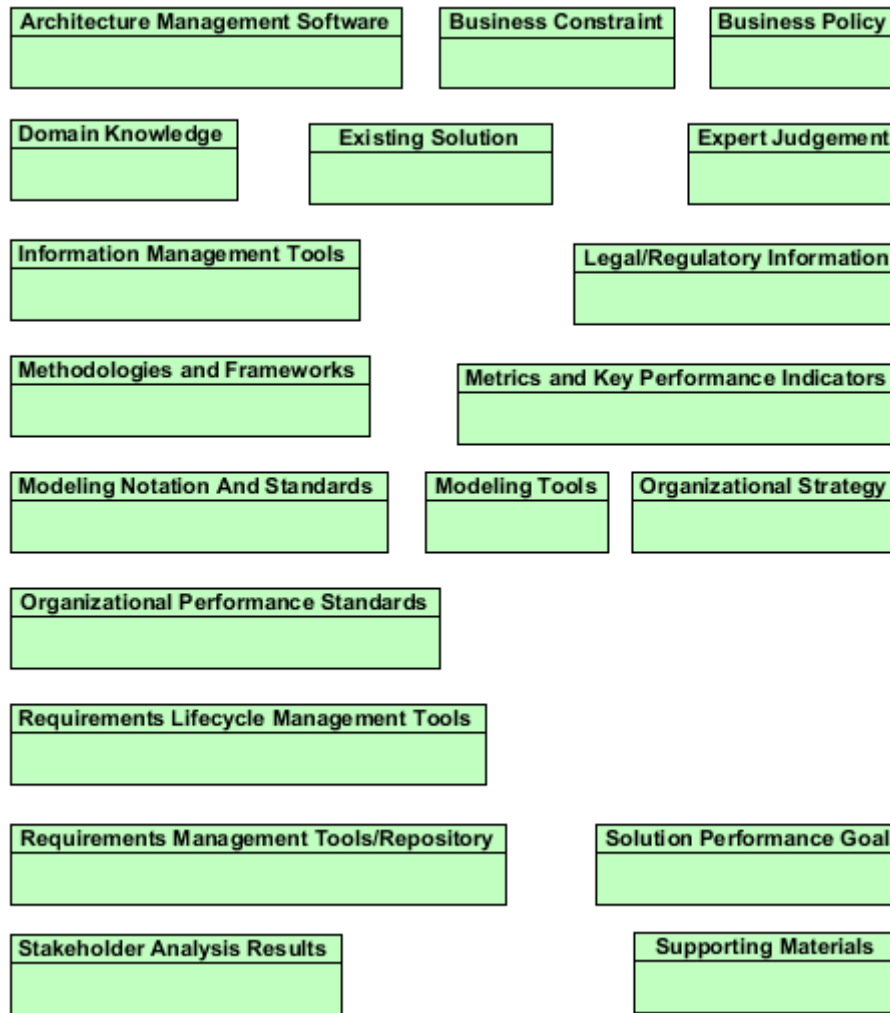 Architecture Management Software
Business Constraint
Business Policy
Domain Knowledge
Existing Solution
Expert Judgement
Information Management Tools
Legal/Regulatory Information
Methodologies and Frameworks
Metrics and Key Performance Indicators
Modeling Notation And Standards
Modeling Tools
Organizational Strategy
Organizational Performance Standards
Requirements Lifecycle Management Tools
Requirements Management Tools/Repository
Solution Performance Goal
Stakeholder Analysis Results
Supporting Materials